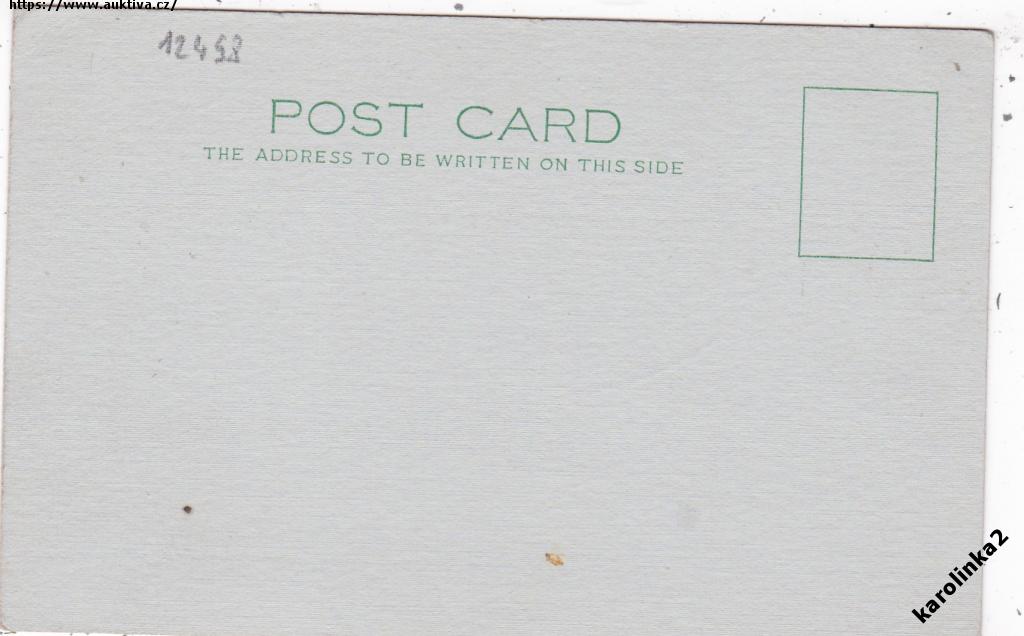 https://www.auktiva.cz/
12458
POST CARD
THE ADDRESS TO BE WRITTEN ON THIS SIDE
karolinka2